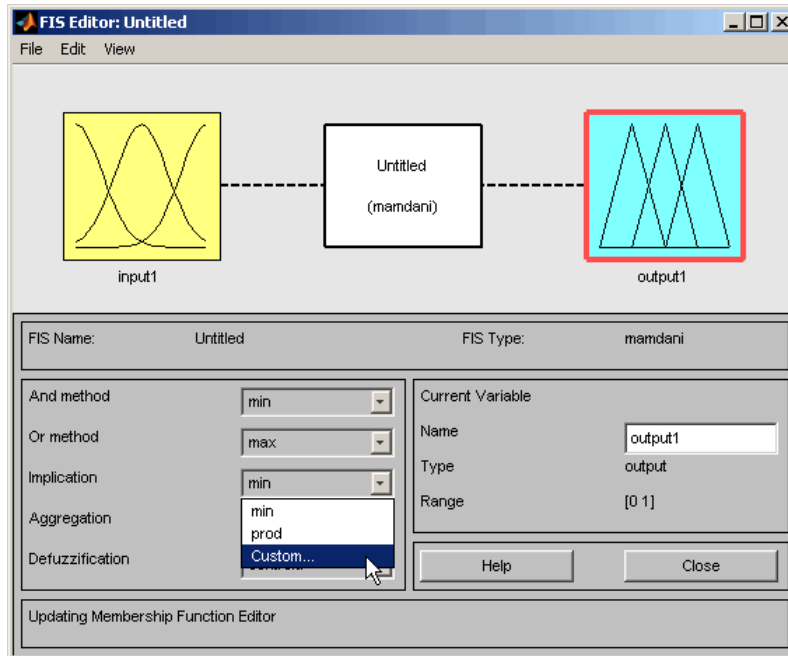 FIS Editor: Untitled
File Edit View
Untitled
(mamdani)
input1
output1
FIS Name: Untitled FIS Type: mamdani
And method min
Or method max
Implication min
min
prod
Custom...
Aggregation
Defuzzification
Current Variable
Name output1
Type output
Range [0 1]
Help Close
Updating Membership Function Editor